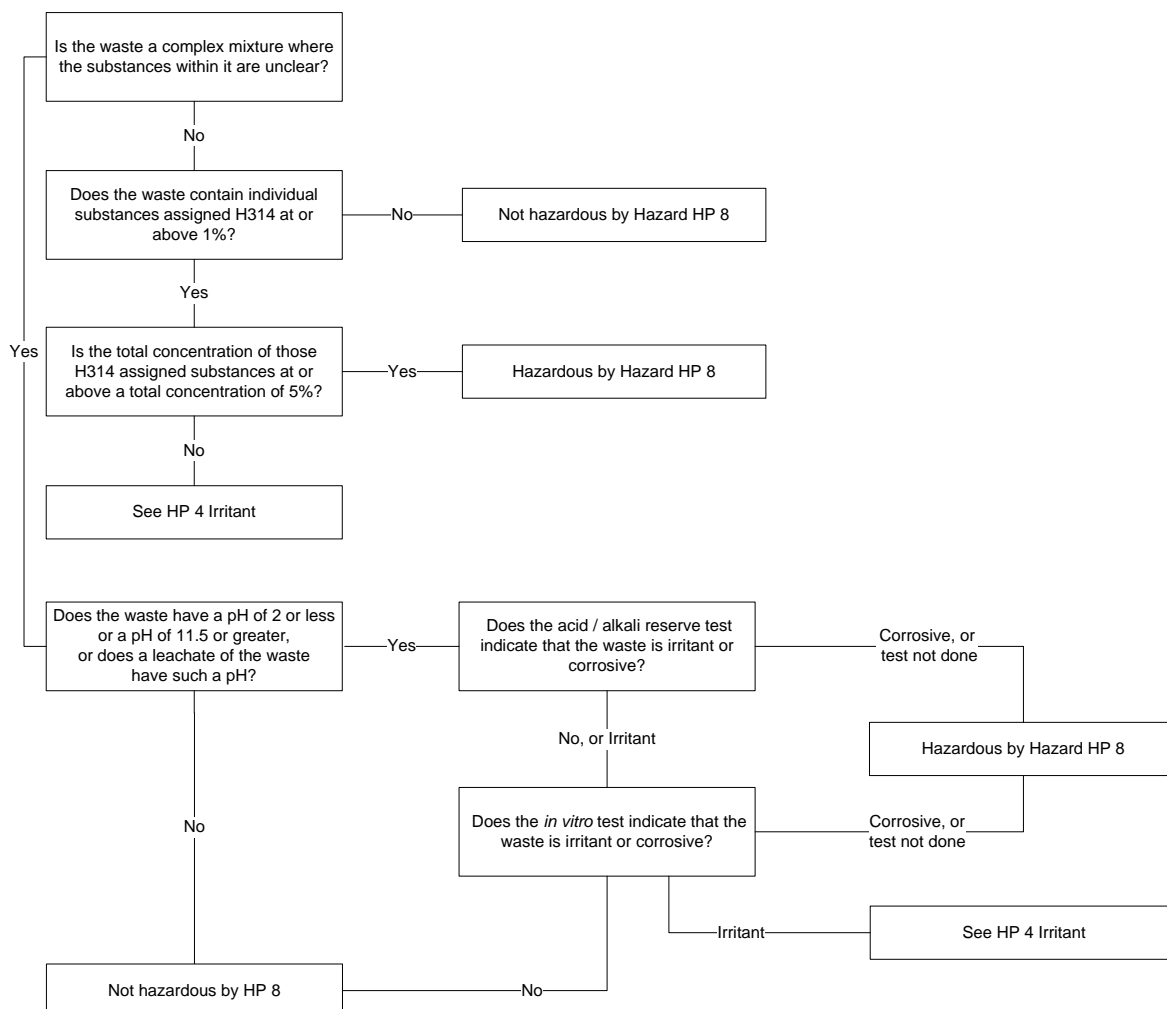 Is the waste a complex mixture where
the substances within it are unclear?
No
Does the waste contain individual
substances assigned H314 at or
above 1%?
No
Not hazardous by Hazard HP 8
Yes
Yes
Is the total concentration of those
H314 assigned substances at or
above a total concentration of 5%?
Yes
Hazardous by Hazard HP 8
No
See HP 4 Irritant
Does the waste have a pH of 2 or less
or a pH of 11.5 or greater,
or does a leachate of the waste
have such a pH?
Yes
Does the acid / alkali reserve test
indicate that the waste is irritant or
corrosive?
Corrosive, or
test not done
No, or Irritant
Hazardous by Hazard HP 8
No
Does the in vitro test indicate that the
waste is irritant or corrosive?
Corrosive, or
test not done
Irritant
See HP 4 Irritant
Not hazardous by HP 8
No